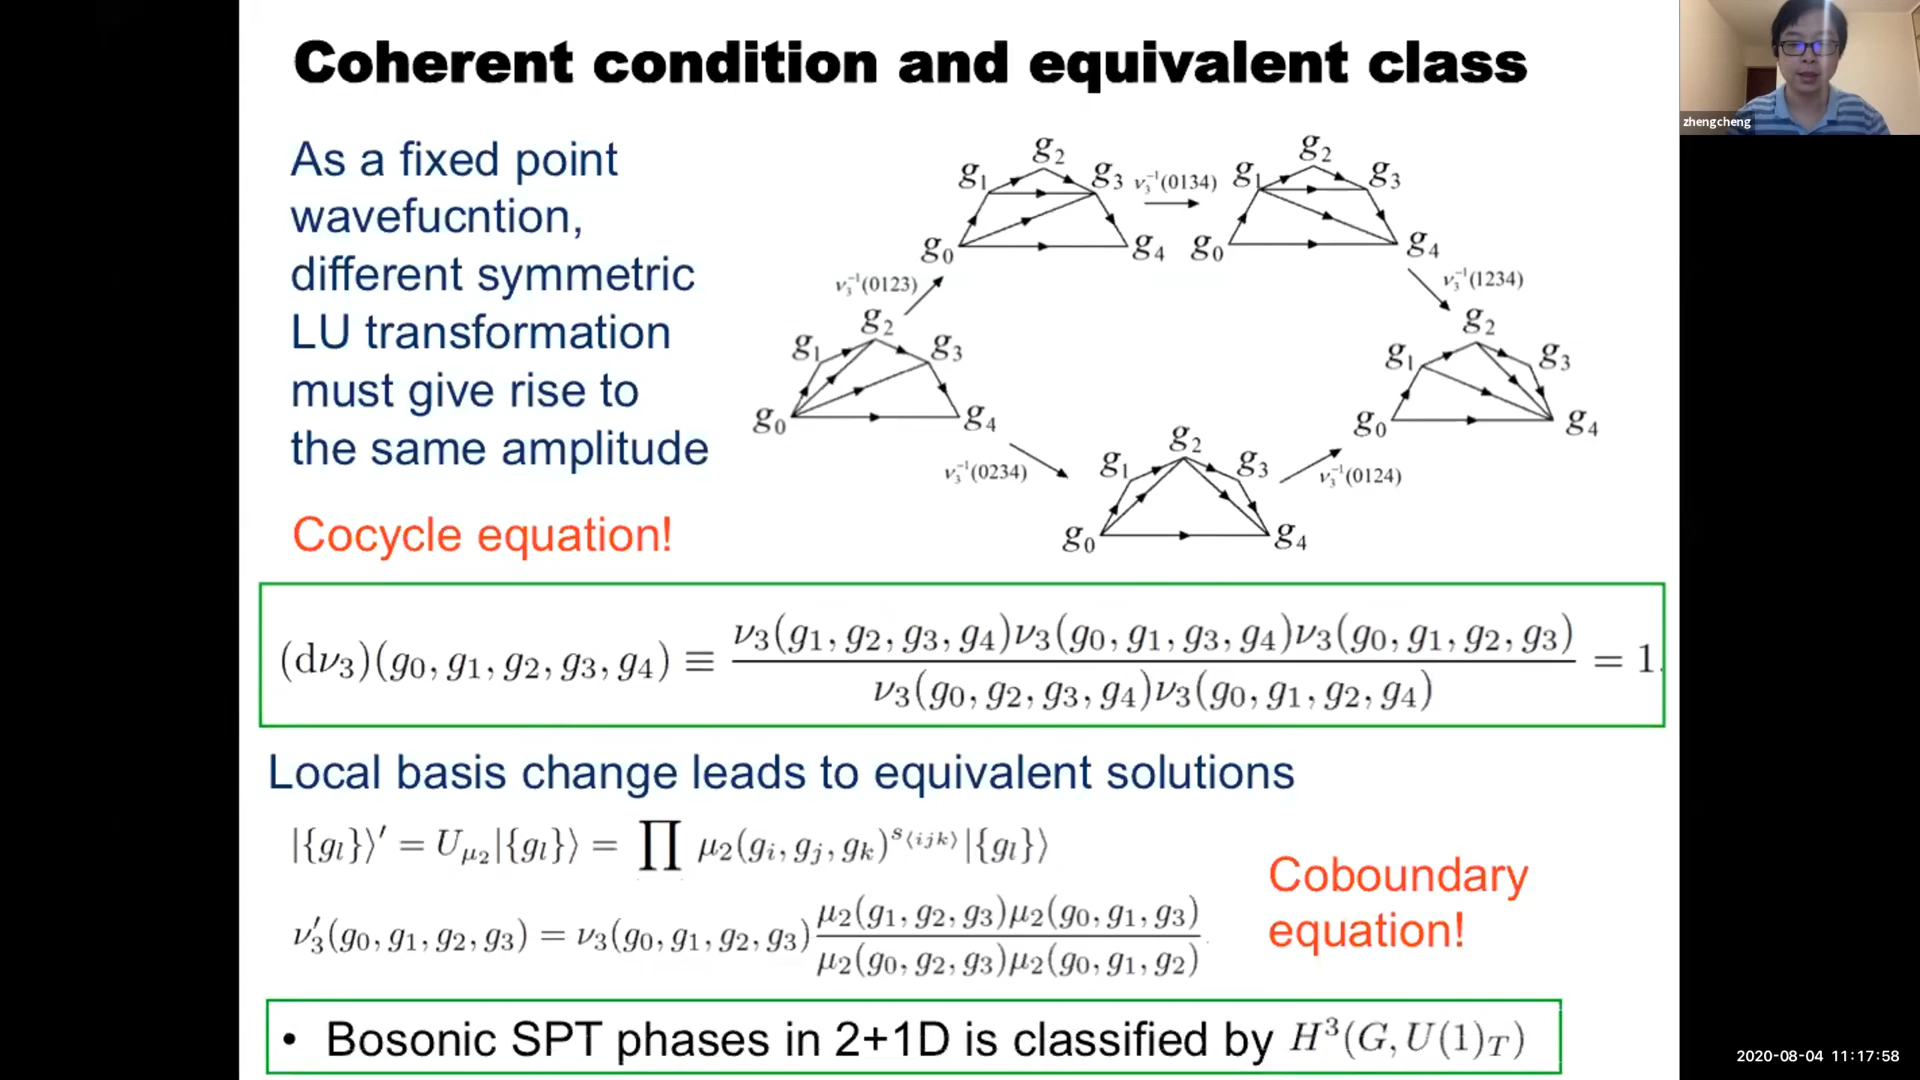 Coherent condition and equivalent class
zhengcheng
As a fixed point
wavefucntion,
different symmetric
LU transformation
must give rise to
the same amplitude
Cocycle equation!
g₀ g₁ g₂ g₃ g₄
ν₃⁻¹(0134)
g₀ g₁ g₂ g₃ g₄
ν₃⁻¹(0123)
ν₃⁻¹(1234)
g₀ g₁ g₂ g₃ g₄
g₀ g₁ g₂ g₃ g₄
ν₃⁻¹(0234)
ν₃⁻¹(0124)
g₀ g₁ g₂ g₃ g₄
(dν₃)(g₀, g₁, g₂, g₃, g₄) ≡ ν₃(g₁, g₂, g₃, g₄)ν₃(g₀, g₁, g₃, g₄)ν₃(g₀, g₁, g₂, g₃) / ν₃(g₀, g₂, g₃, g₄)ν₃(g₀, g₁, g₂, g₄) = 1.
Local basis change leads to equivalent solutions
|{gₗ}⟩′ = U_μ₂|{gₗ}⟩ = ∏ μ₂(gᵢ, gⱼ, gₖ)^s⟨ijk⟩|{gₗ}⟩
ν′₃(g₀, g₁, g₂, g₃) = ν₃(g₀, g₁, g₂, g₃) μ₂(g₁, g₂, g₃)μ₂(g₀, g₁, g₃) / μ₂(g₀, g₂, g₃)μ₂(g₀, g₁, g₂)
Coboundary
equation!
• Bosonic SPT phases in 2+1D is classified by H³(G, U(1)_T)
2020-08-04 11:17:58